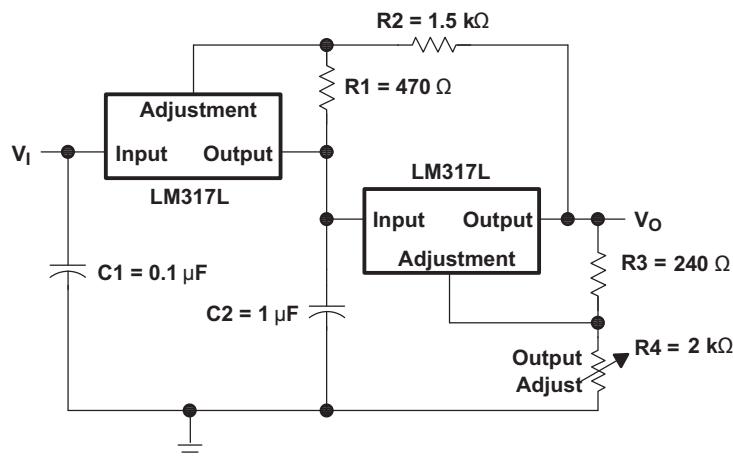 R2 = 1.5 kΩ
R1 = 470 Ω
Adjustment
VI
Input Output
LM317L
LM317L
Input Output
Adjustment
VO
R3 = 240 Ω
C1 = 0.1 μF
C2 = 1 μF
R4 = 2 kΩ
Output
Adjust